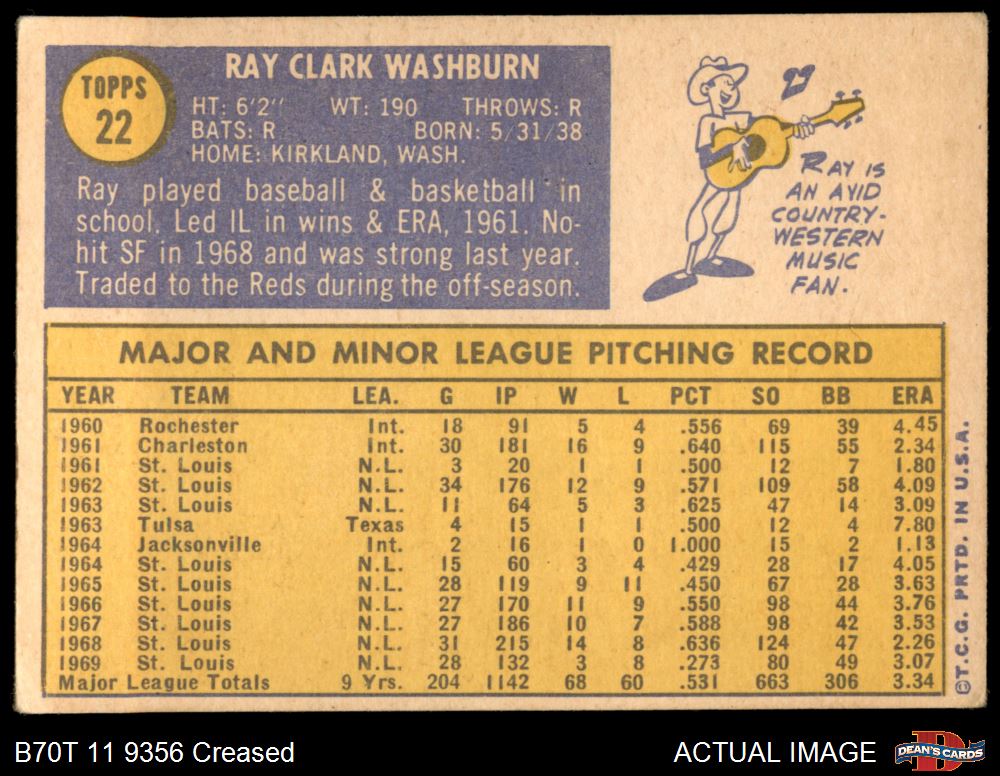 TOPPS
22
RAY CLARK WASHBURN
HT: 6'2" WT: 190 THROWS: R
BATS: R BORN: 5/31/38
HOME: KIRKLAND, WASH.
Ray played baseball & basketball in
school. Led IL in wins & ERA, 1961. No-
hit SF in 1968 and was strong last year.
Traded to the Reds during the off-season.
RAY IS
AN AVID
COUNTRY-
WESTERN
MUSIC
FAN.
MAJOR AND MINOR LEAGUE PITCHING RECORD
YEAR TEAM LEA. G IP W L PCT SO BB ERA
1960 Rochester Int. 18 91 5 4 .556 69 39 4.45
1961 Charleston Int. 30 181 16 9 .640 115 55 2.34
1961 St. Louis N.L. 3 20 1 1 .500 12 7 1.80
1962 St. Louis N.L. 34 176 12 9 .571 109 58 4.09
1963 St. Louis N.L. 11 64 5 3 .625 47 14 3.09
1963 Tulsa Texas 4 15 1 1 .500 12 4 7.80
1964 Jacksonville Int. 2 16 1 0 1.000 15 2 1.13
1964 St. Louis N.L. 15 60 3 4 .429 28 17 4.05
1965 St. Louis N.L. 28 119 9 11 .450 67 28 3.63
1966 St. Louis N.L. 27 170 11 9 .550 98 44 3.76
1967 St. Louis N.L. 27 186 10 7 .588 98 42 3.53
1968 St. Louis N.L. 31 215 14 8 .636 124 47 2.26
1969 St. Louis N.L. 28 132 3 8 .273 80 49 3.07
Major League Totals 9 Yrs. 204 1142 68 60 .531 663 306 3.34
©T.C.G. PRTD. IN U.S.A.
B70T 11 9356 Creased
ACTUAL IMAGE
DEAN'S CARDS